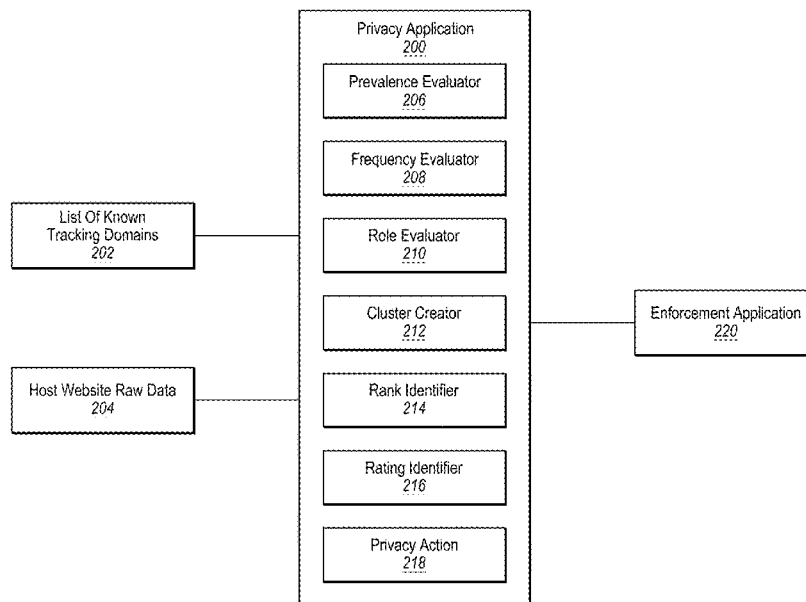 Privacy Application
200
Prevalence Evaluator
206
Frequency Evaluator
208
List Of Known
Tracking Domains
202
Role Evaluator
210
Cluster Creator
212
Enforcement Application
220
Host Website Raw Data
204
Rank Identifier
214
Rating Identifier
216
Privacy Action
218